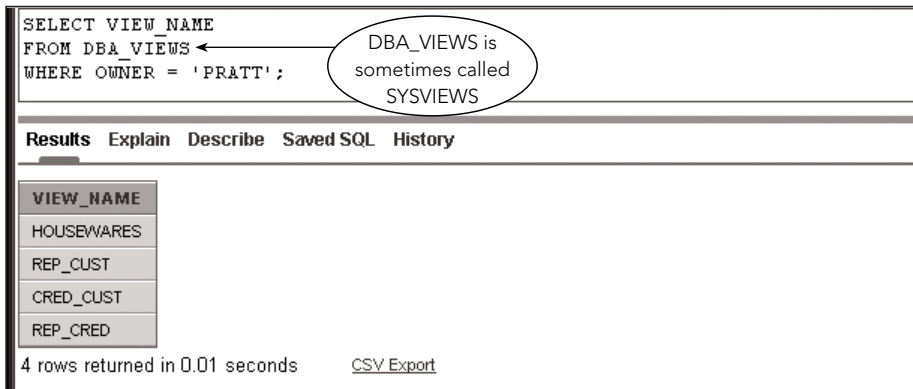 SELECT VIEW_NAME
FROM DBA_VIEWS
WHERE OWNER = 'PRATT';
DBA_VIEWS is
sometimes called
SYSVIEWS
Results Explain Describe Saved SQL History
VIEW_NAME
HOUSEWARES
REP_CUST
CRED_CUST
REP_CRED
4 rows returned in 0.01 seconds CSV Export